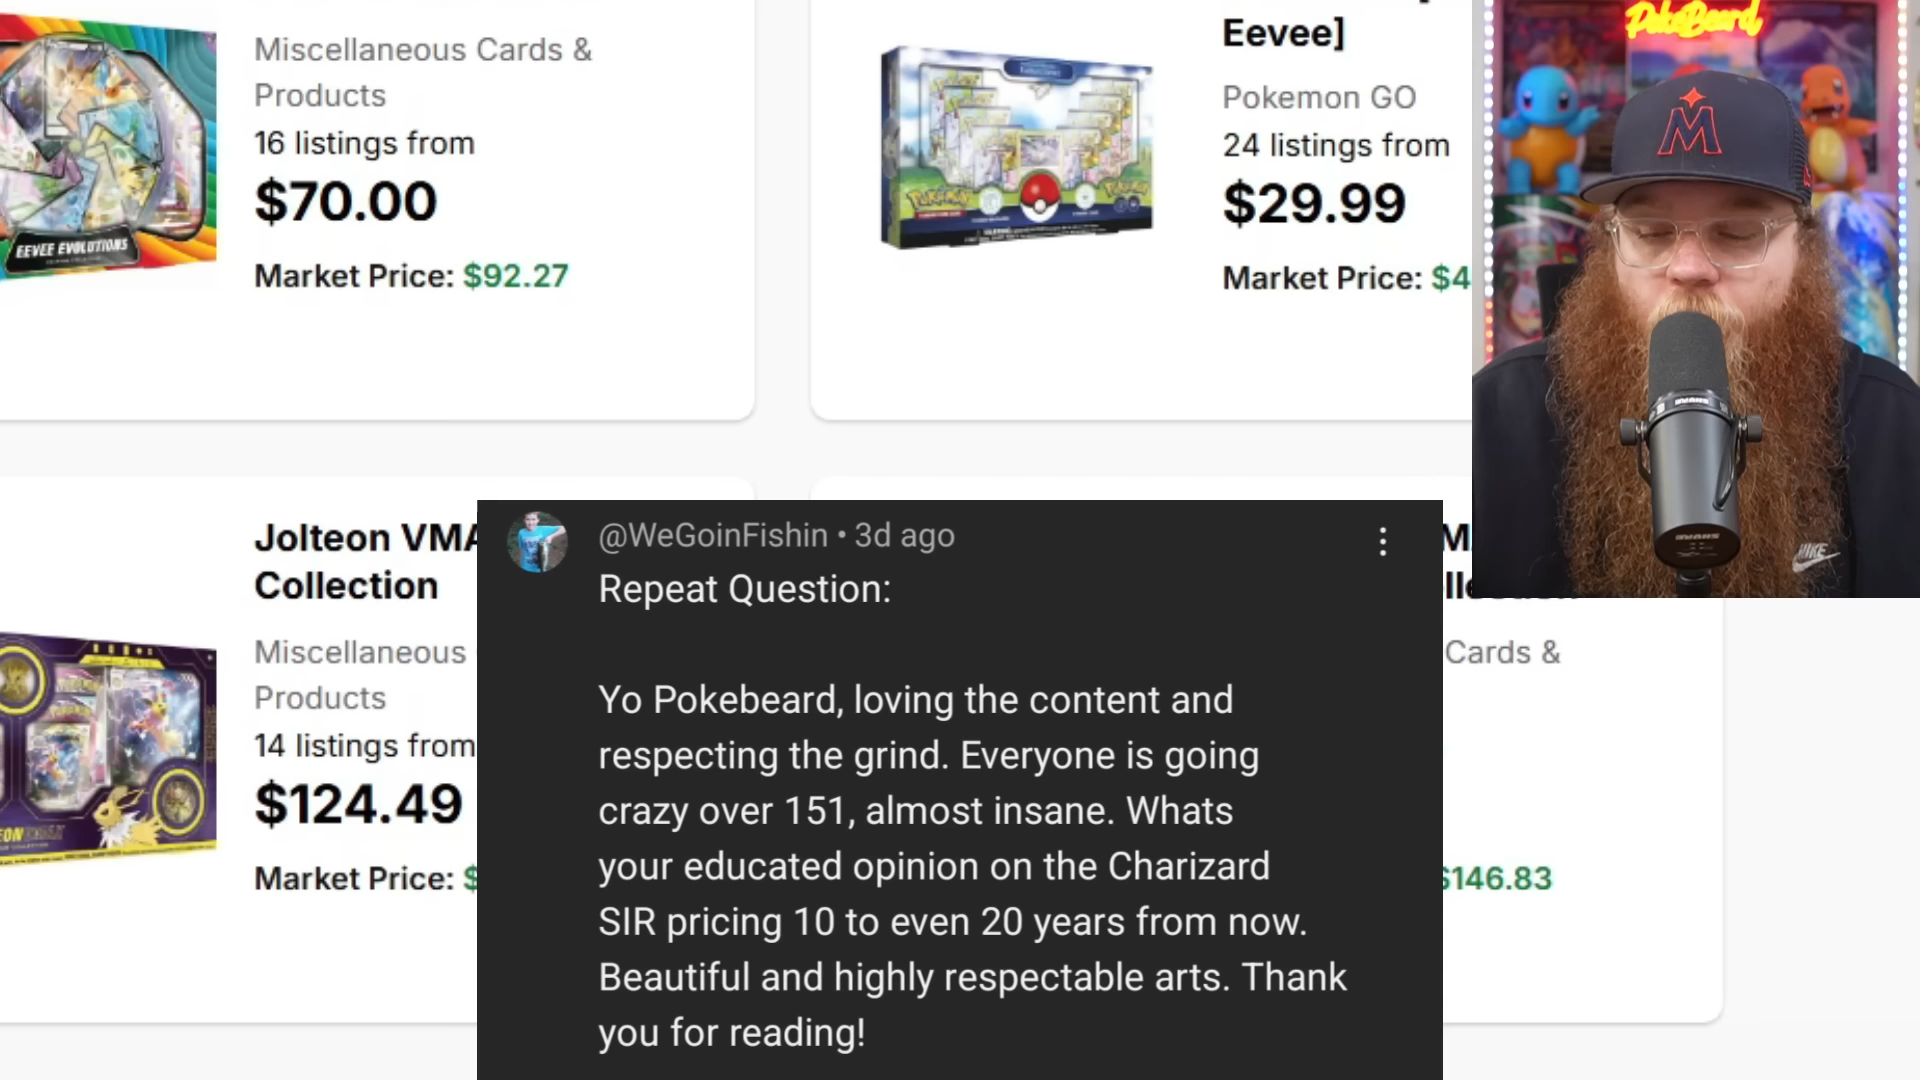 Miscellaneous Cards &
Products
16 listings from
$70.00
Market Price: $92.27
EEVEE EVOLUTIONS
Eevee]
Pokemon GO
24 listings from
$29.99
Market Price: $4
POKÉMON
PokeBeard
M
Jolteon VMA
Collection
Miscellaneous
Products
14 listings from
$124.49
Market Price: $
@WeGoinFishin • 3d ago
Repeat Question:
Yo Pokebeard, loving the content and
respecting the grind. Everyone is going
crazy over 151, almost insane. Whats
your educated opinion on the Charizard
SIR pricing 10 to even 20 years from now.
Beautiful and highly respectable arts. Thank
you for reading!
Cards &
$146.83
NIKE